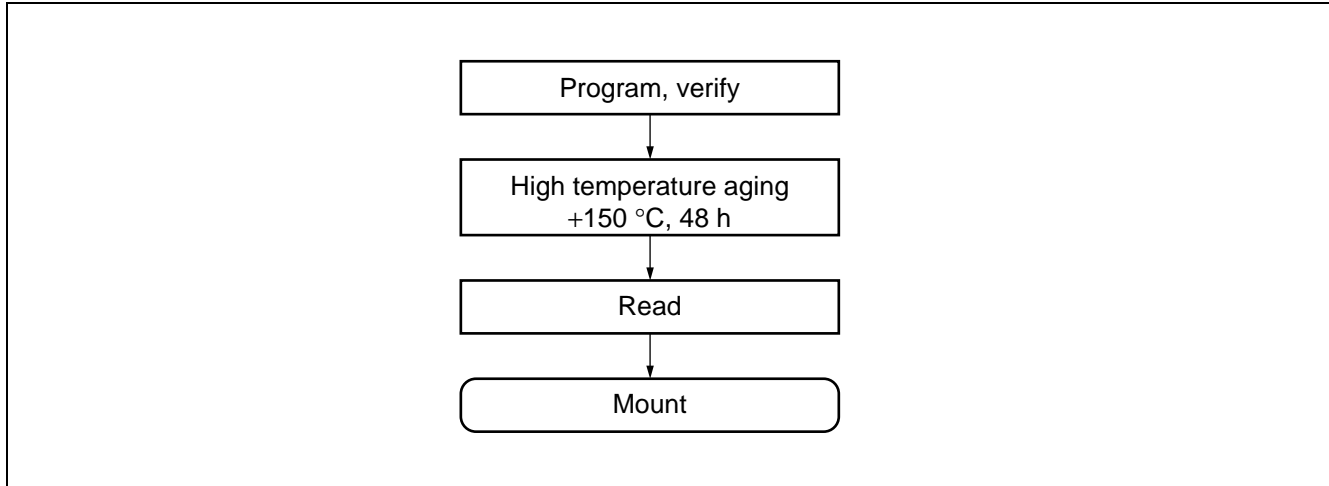 Program, verify
High temperature aging
+150 °C, 48 h
Read
Mount